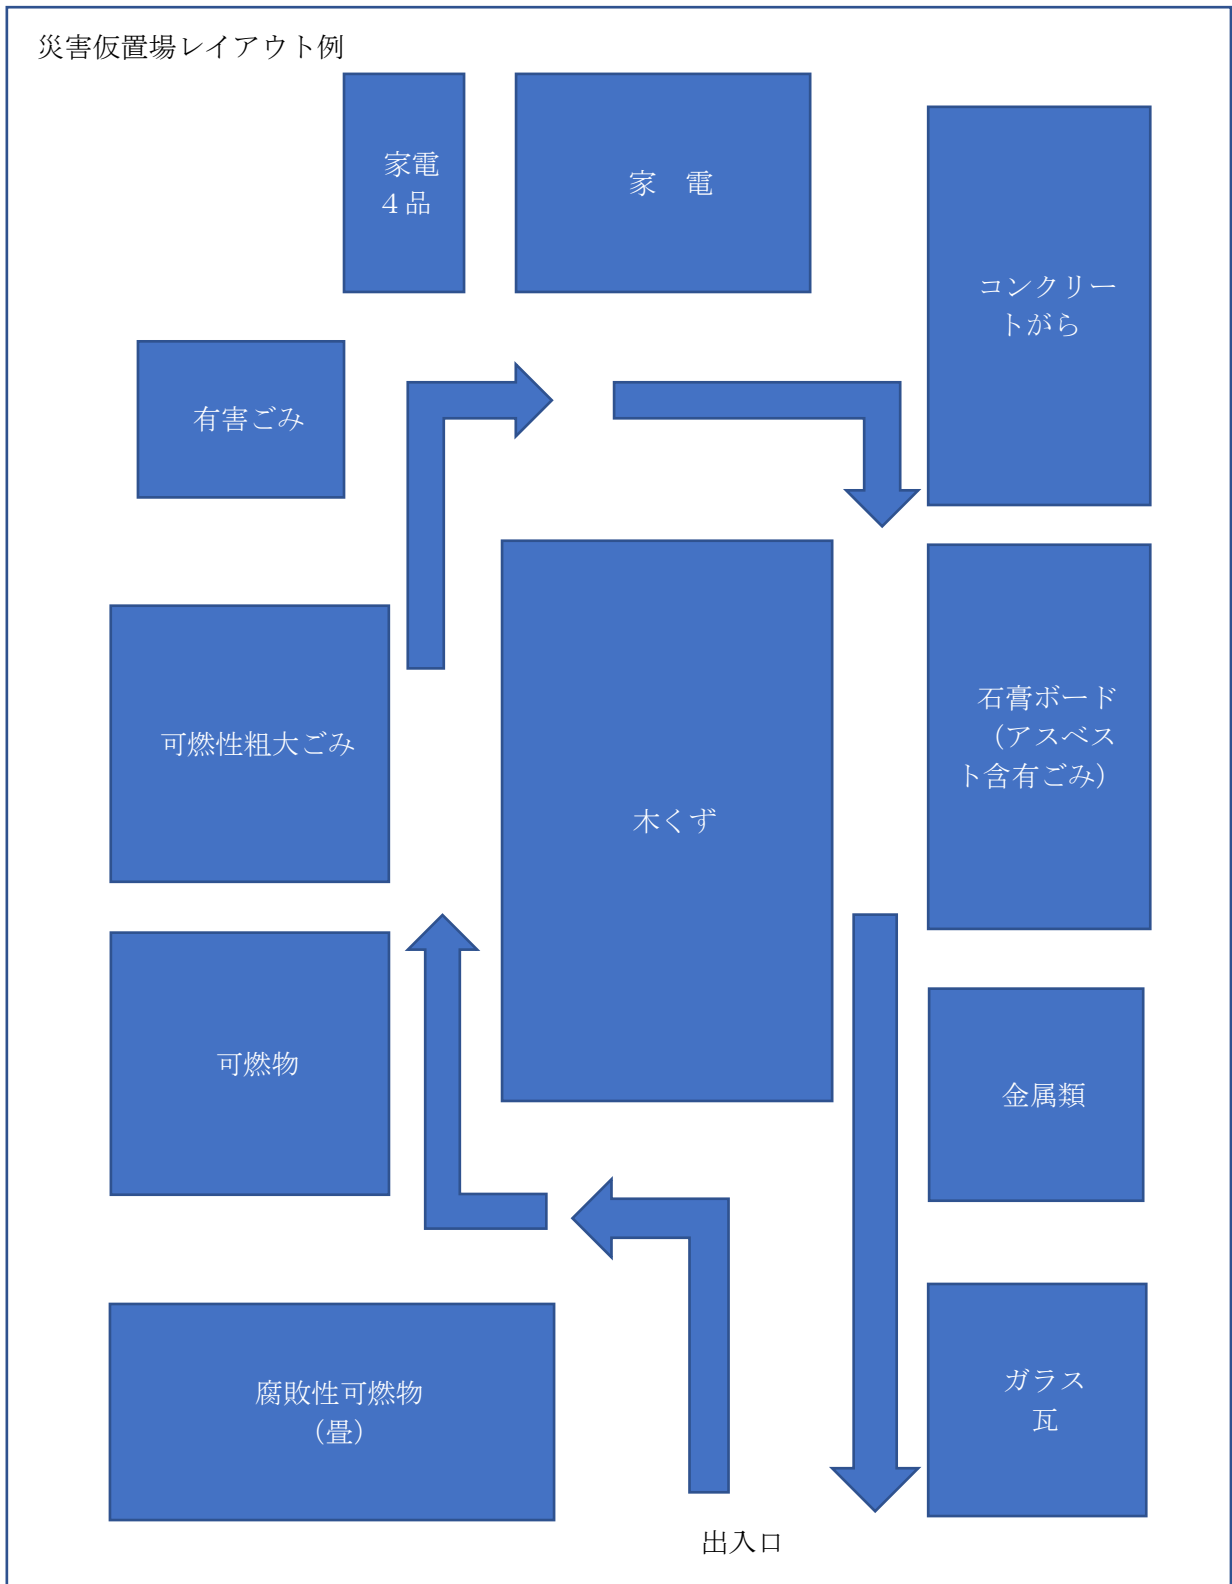 災害仮置場レイアウト例
家電
４品
家　電
コンクリー
トがら
有害ごみ
可燃性粗大ごみ
木くず
石膏ボード
（アスベス
ト含有ごみ）
可燃物
金属類
腐敗性可燃物
（畳）
ガラス
瓦
出入口